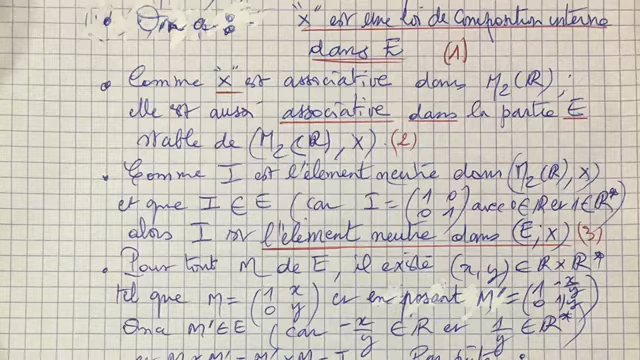 • On a : "x" est une loi de composition interne
dans E (1)
• Comme "x" est associative dans M₂(ℝ) ;
elle est aussi associative dans la partie E
stable de (M₂(ℝ), x). (2)
• Comme I est l'élement neutre dans (M₂(ℝ), x)
et que I ∈ E (car I = (1 0 / 0 1) avec 0 ∈ ℝ et 1 ∈ ℝ*)
alors I est l'élement neutre dans (E, x) (3)
• Pour tout M de E, il existe (x, y) ∈ ℝ x ℝ*
tel que M = (1 x / 0 y) et en posant M' = (1 -x/y / 0 1/y)
On a M' ∈ E (car -x/y ∈ ℝ et 1/y ∈ ℝ*)